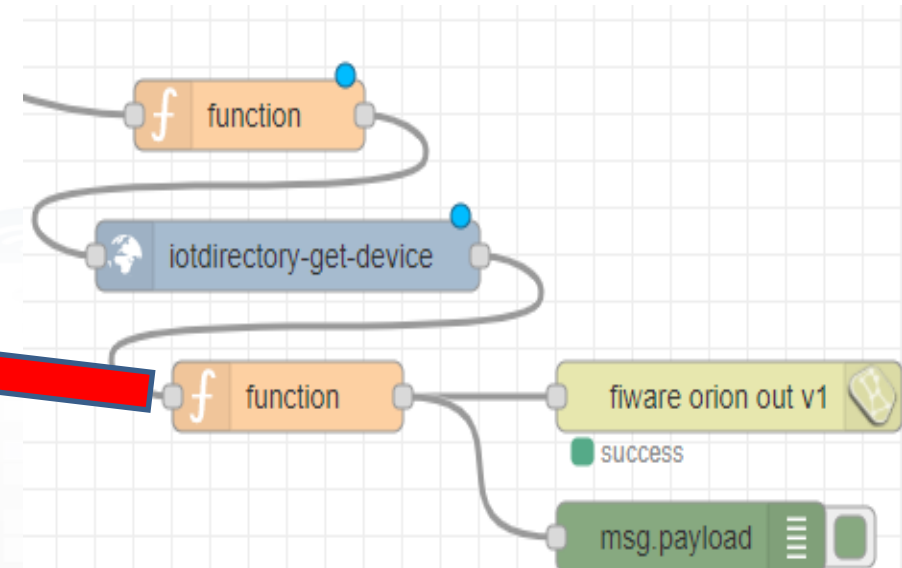 function
iotdirectory-get-device
function
fiware orion out v1
success
msg.payload